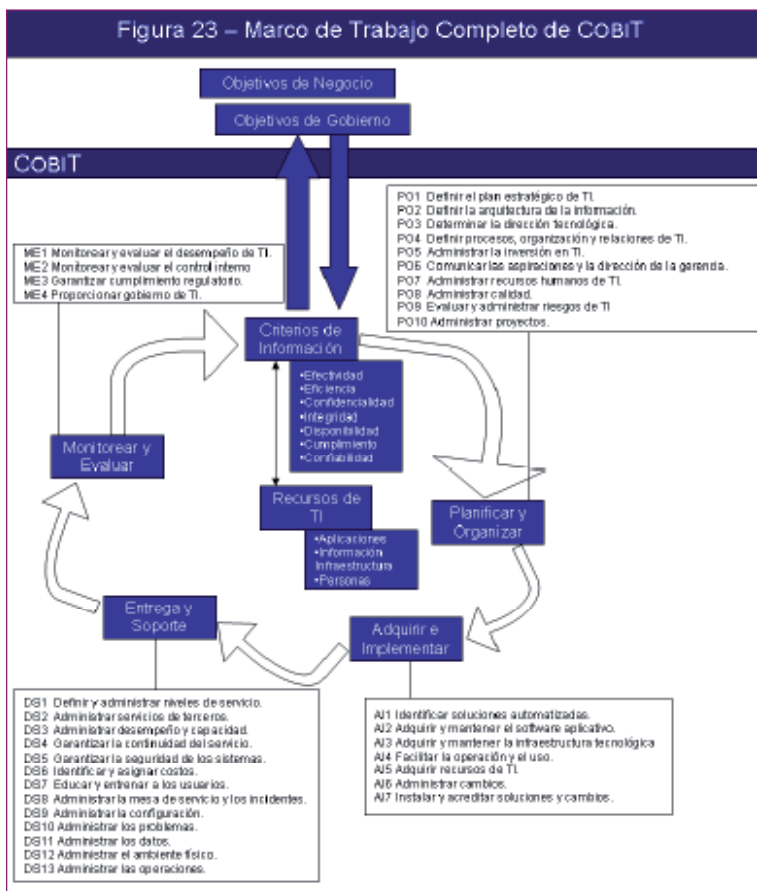 Figura 23 – Marco de Trabajo Completo de COBIT
Objetivos de Negocio
Objetivos de Gobierno
COBIT
PO1 Definir el plan estratégico de TI.
PO2 Definir la arquitectura de la información.
PO3 Determinar la dirección tecnológica.
PO4 Definir procesos, organización y relaciones de TI.
PO5 Administrar la inversión en TI.
PO6 Comunicar las aspiraciones y la dirección de la gerencia.
PO7 Administrar recursos humanos de TI.
PO8 Administrar calidad.
PO9 Evaluar y administrar riesgos de TI
PO10 Administrar proyectos.
ME1 Monitorear y evaluar el desempeño de TI.
ME2 Monitorear y evaluar el control interno
ME3 Garantizar cumplimiento regulatorio.
ME4 Proporcionar gobierno de TI.
Criterios de
Información
•Efectividad
•Eficiencia
•Confidencialidad
•Integridad
•Disponibilidad
•Cumplimiento
•Confiabilidad
Monitorear y
Evaluar
Recursos de
TI
•Aplicaciones
•Información
Infraestructura
•Personas
Planificar y
Organizar
Entrega y
Soporte
Adquirir e
Implementar
DS1 Definir y administrar niveles de servicio.
DS2 Administrar servicios de terceros.
DS3 Administrar desempeño y capacidad.
DS4 Garantizar la continuidad del servicio.
DS5 Garantizar la seguridad de los sistemas.
DS6 Identificar y asignar costos.
DS7 Educar y entrenar a los usuarios.
DS8 Administrar la mesa de servicio y los incidentes.
DS9 Administrar la configuración.
DS10 Administrar los problemas.
DS11 Administrar los datos.
DS12 Administrar el ambiente físico.
DS13 Administrar las operaciones.
AI1 Identificar soluciones automatizadas.
AI2 Adquirir y mantener el software aplicativo.
AI3 Adquirir y mantener la infraestructura tecnológica
AI4 Facilitar la operación y el uso.
AI5 Adquirir recursos de TI.
AI6 Administrar cambios.
AI7 Instalar y acreditar soluciones y cambios.